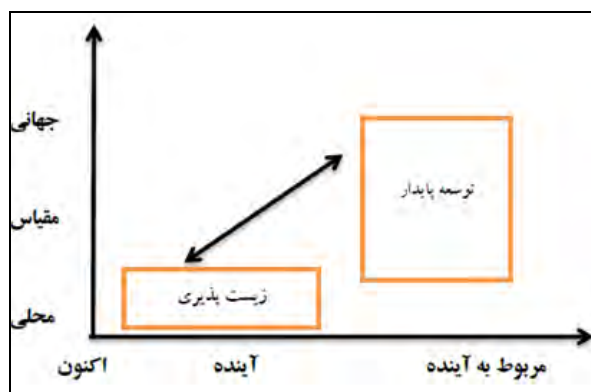 جهانی
توسعه پایدار
مقیاس
زیست پذیری
محلی
اکنون
آینده
مربوط به آینده